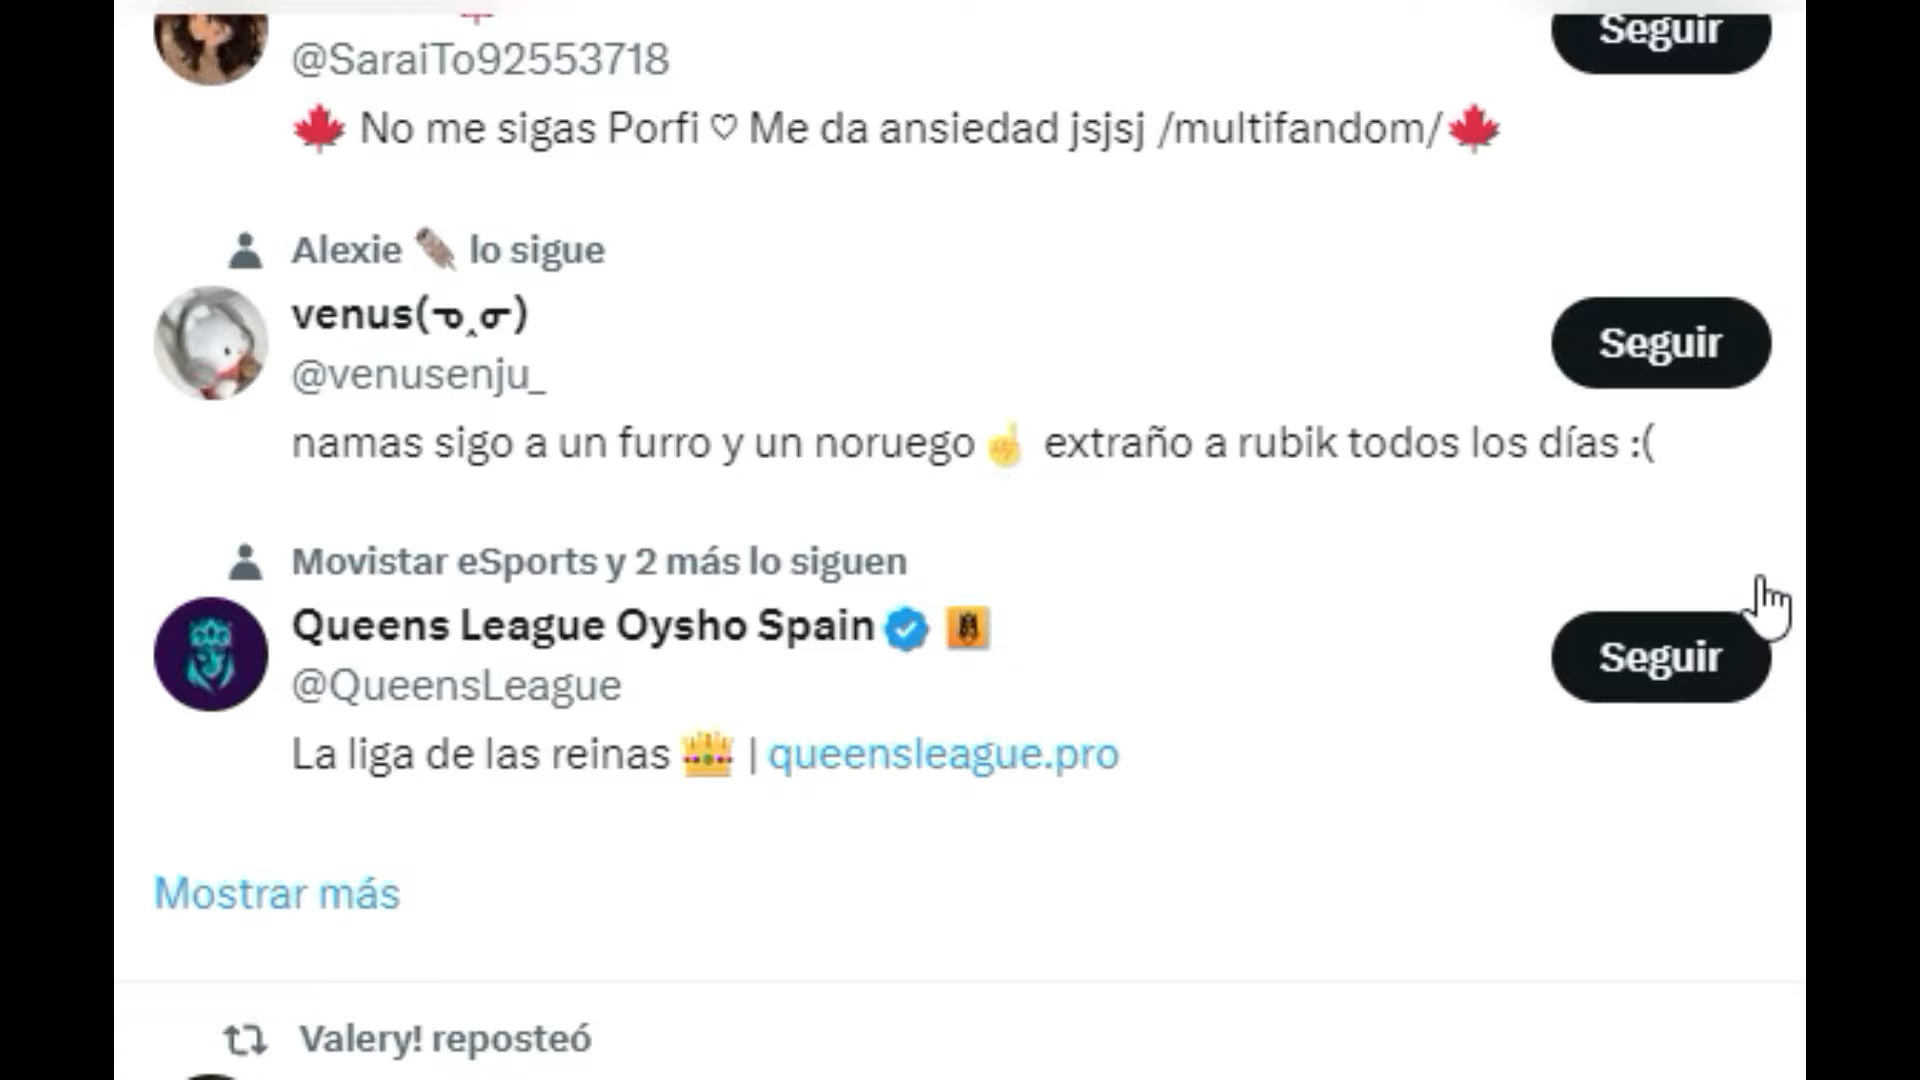 Seguir
@SaraiTo92553718
🍁 No me sigas Porfi ♡ Me da ansiedad jsjsj /multifandom/🍁
Alexie 🪶 lo sigue
venus(ᓀ‸ᓂ)
@venusenju_
Seguir
namas sigo a un furro y un noruego ☝ extraño a rubik todos los días :(
Movistar eSports y 2 más lo siguen
Queens League Oysho Spain
@QueensLeague
Seguir
La liga de las reinas 👑 | queensleague.pro
Mostrar más
Valery! reposteó